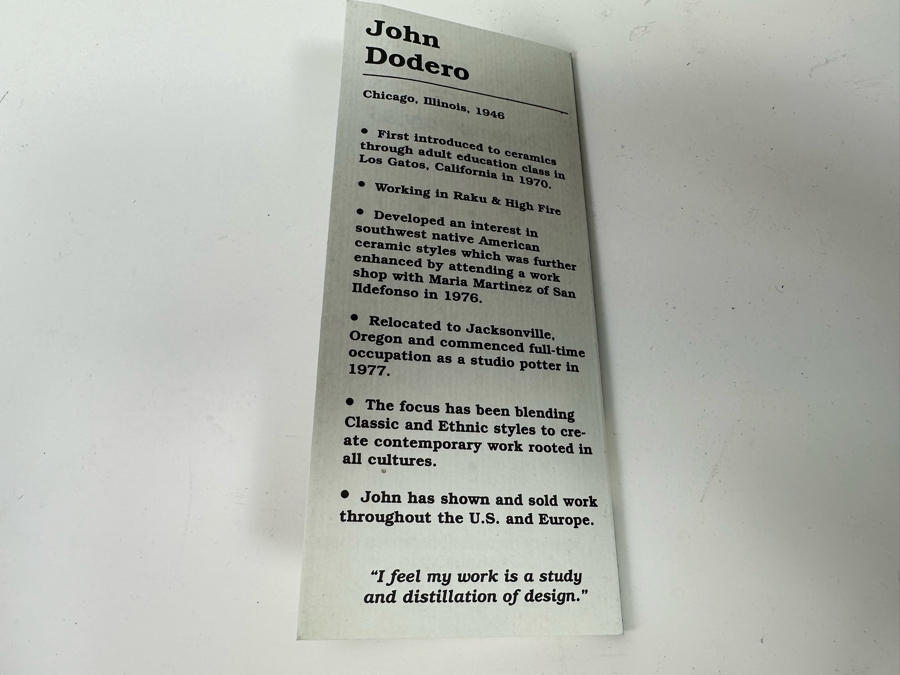 John
Dodero
Chicago, Illinois, 1946
• First introduced to ceramics
through adult education class in
Los Gatos, California in 1970.
• Working in Raku & High Fire
• Developed an interest in
southwest native American
ceramic styles which was further
enhanced by attending a work
shop with Maria Martinez of San
Ildefonso in 1976.
• Relocated to Jacksonville,
Oregon and commenced full-time
occupation as a studio potter in
1977.
• The focus has been blending
Classic and Ethnic styles to cre-
ate contemporary work rooted in
all cultures.
• John has shown and sold work
throughout the U.S. and Europe.
“I feel my work is a study
and distillation of design.”